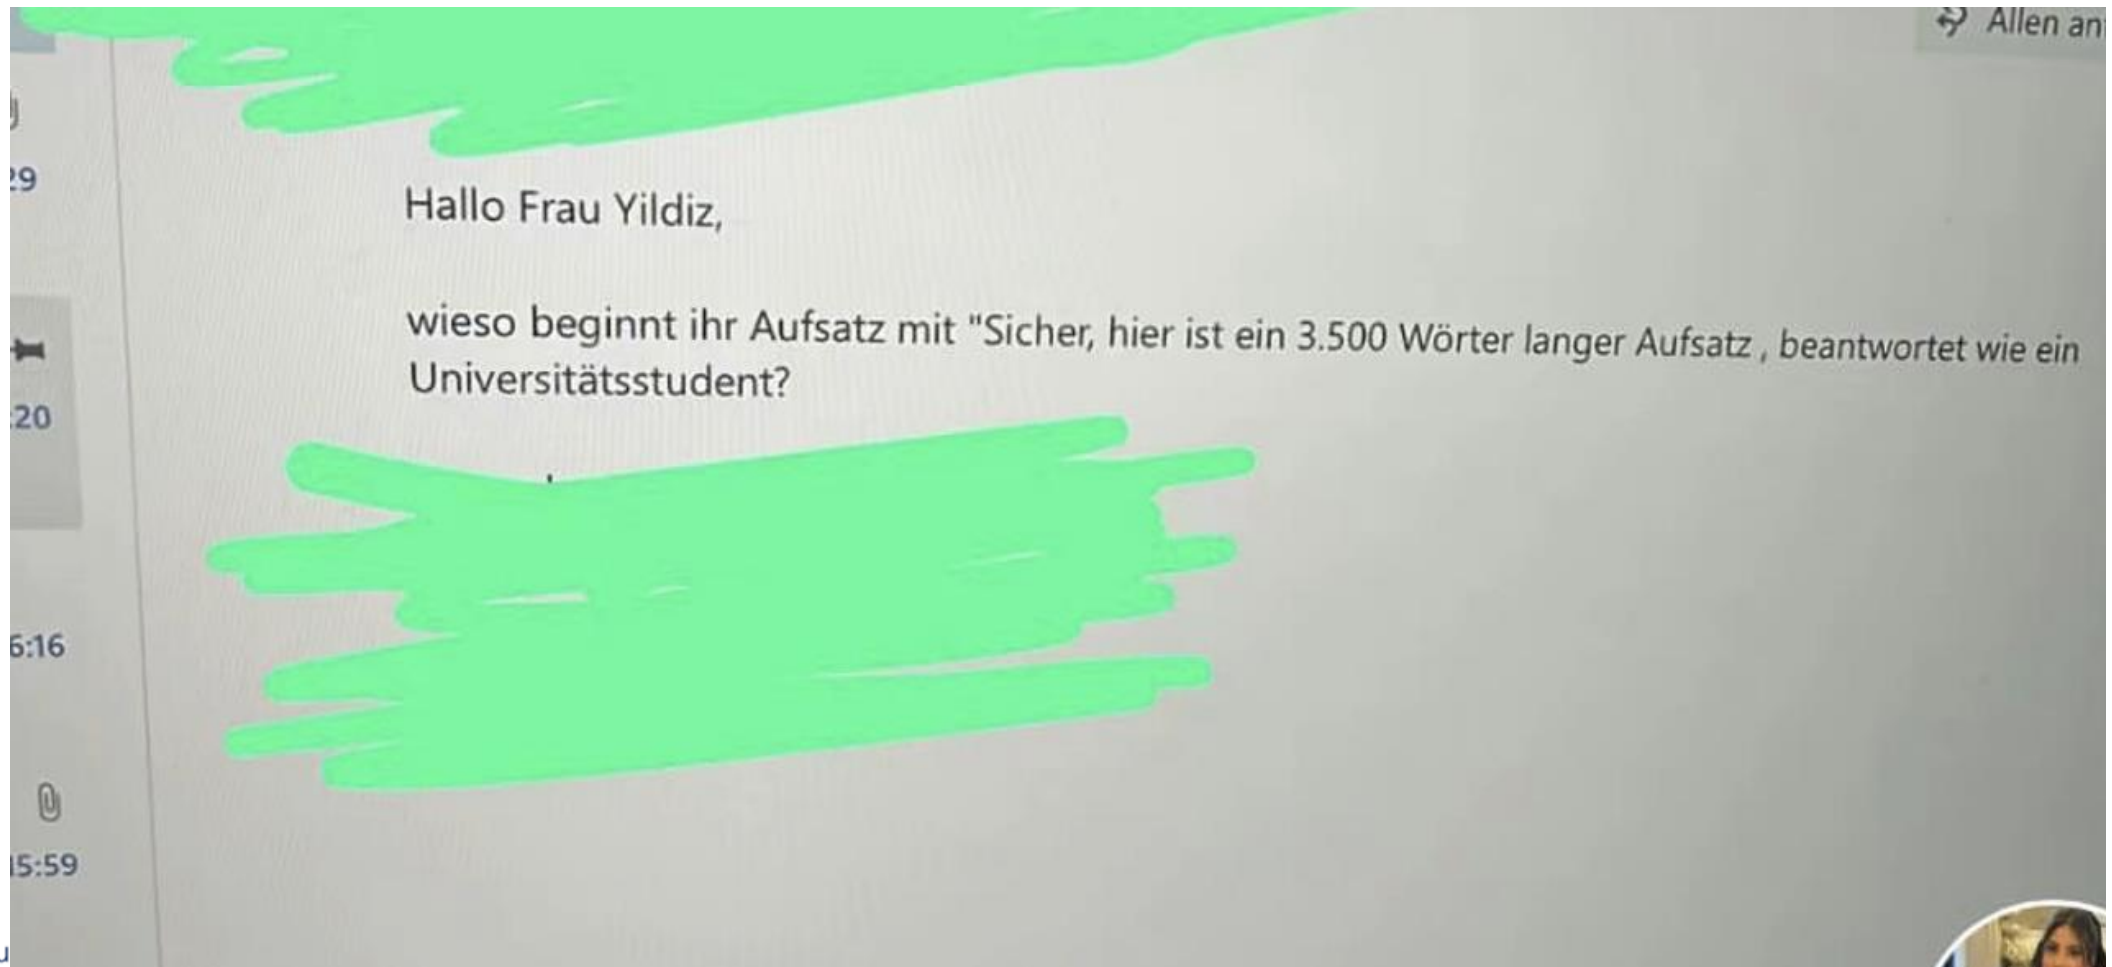 Allen
29
Hallo Frau Yildiz,
wieso beginnt ihr Aufsatz mit "Sicher, hier ist ein 3.500 Wörter langer Aufsatz , beantwortet wie ein
Universitätsstudent?
:20
6:16
15:59